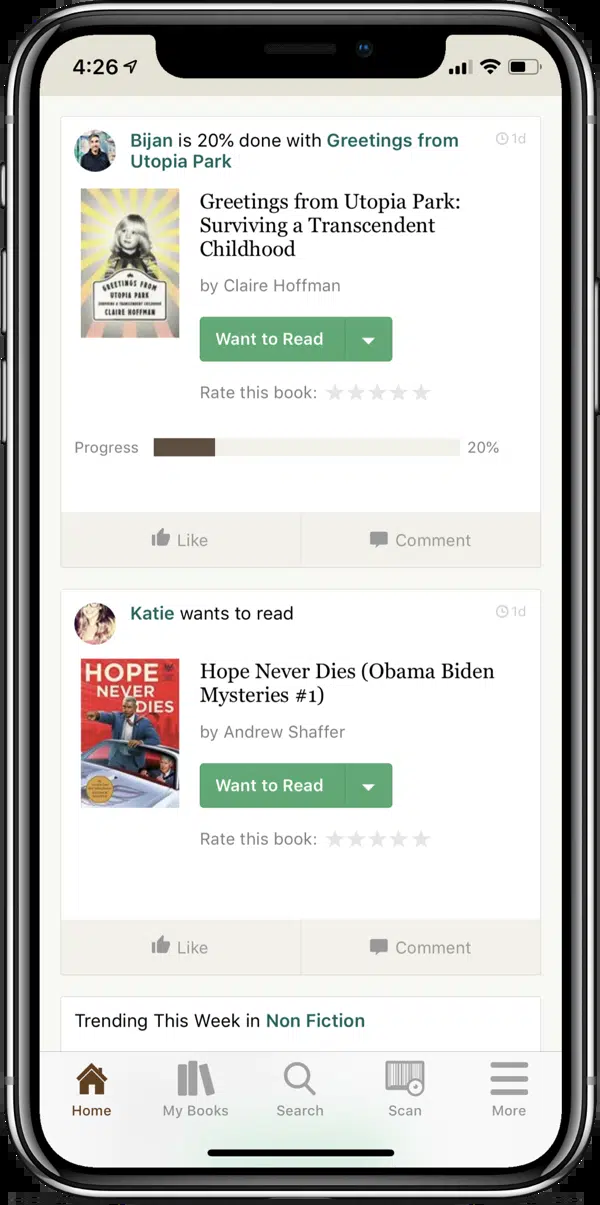 4:26
Bijan is 20% done with Greetings from
Utopia Park
1d
Greetings from Utopia Park:
Surviving a Transcendent
Childhood
GREETINGS FROM
UTOPIA PARK
SURVIVING A TRANSCENDENT CHILDHOOD
CLAIRE HOFFMAN
by Claire Hoffman
Want to Read
Rate this book:
Progress
20%
Like
Comment
Katie wants to read
1d
HOPE
NEVER
DIES
Hope Never Dies (Obama Biden
Mysteries #1)
by Andrew Shaffer
Want to Read
Rate this book:
Like
Comment
Trending This Week in Non Fiction
Home
My Books
Search
Scan
More